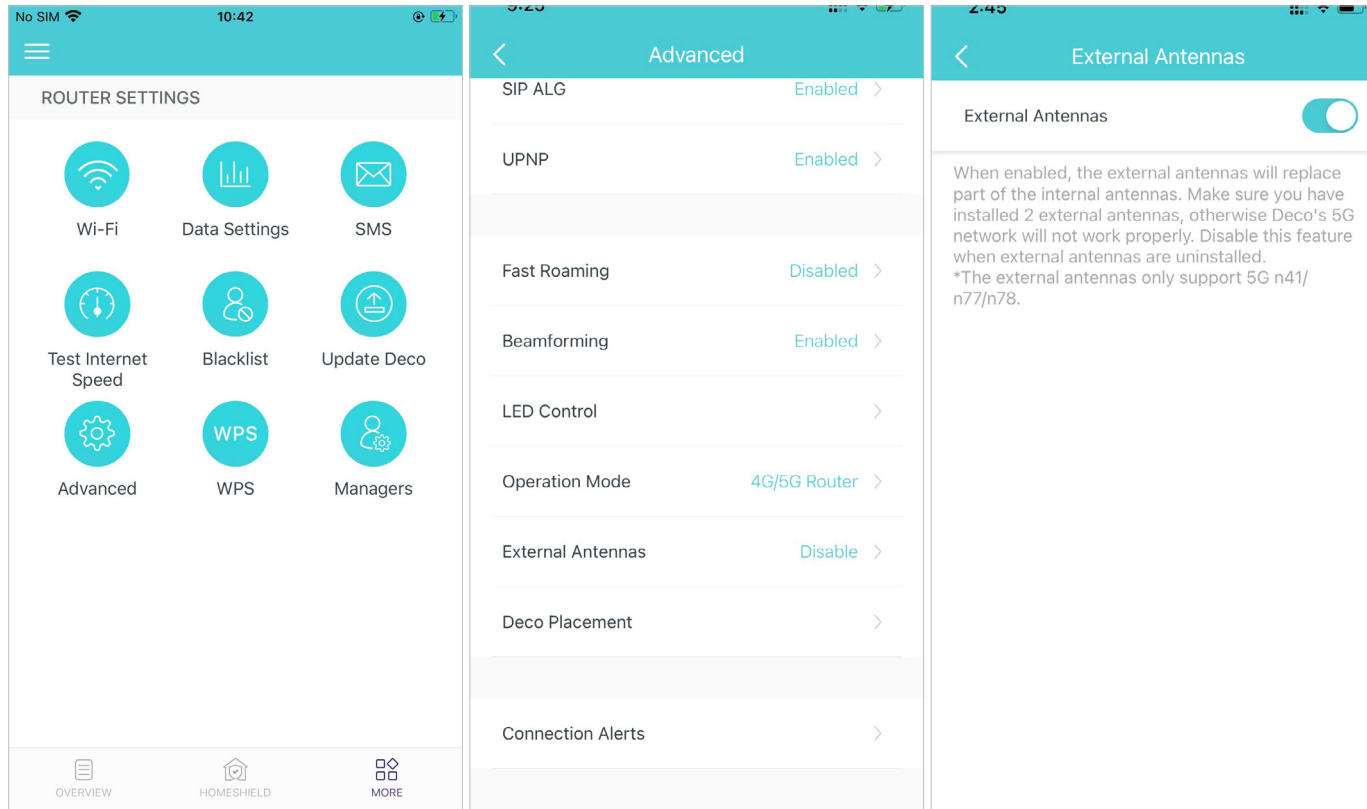 No SIM 10:42
ROUTER SETTINGS
Wi-Fi Data Settings SMS
Test Internet Speed Blacklist Update Deco
WPS
Advanced WPS Managers
OVERVIEW HOMESHIELD MORE
Advanced
SIP ALG Enabled
UPNP Enabled
Fast Roaming Disabled
Beamforming Enabled
LED Control
Operation Mode 4G/5G Router
External Antennas Disable
Deco Placement
Connection Alerts
2:45
External Antennas
External Antennas
When enabled, the external antennas will replace
part of the internal antennas. Make sure you have
installed 2 external antennas, otherwise Deco's 5G
network will not work properly. Disable this feature
when external antennas are uninstalled.
*The external antennas only support 5G n41/
n77/n78.